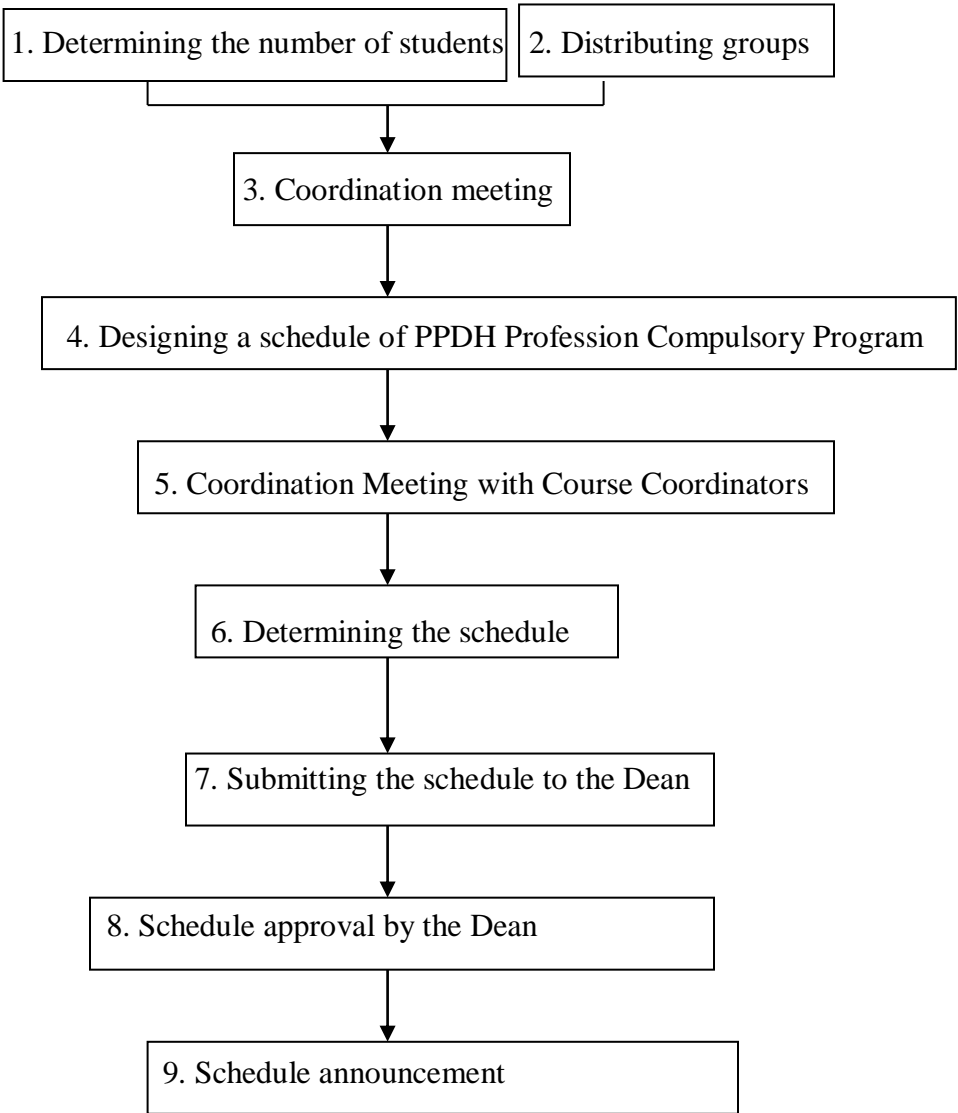 1. Determining the number of students
2. Distributing groups
3. Coordination meeting
4. Designing a schedule of PPDH Profession Compulsory Program
5. Coordination Meeting with Course Coordinators
6. Determining the schedule
7. Submitting the schedule to the Dean
8. Schedule approval by the Dean
9. Schedule announcement